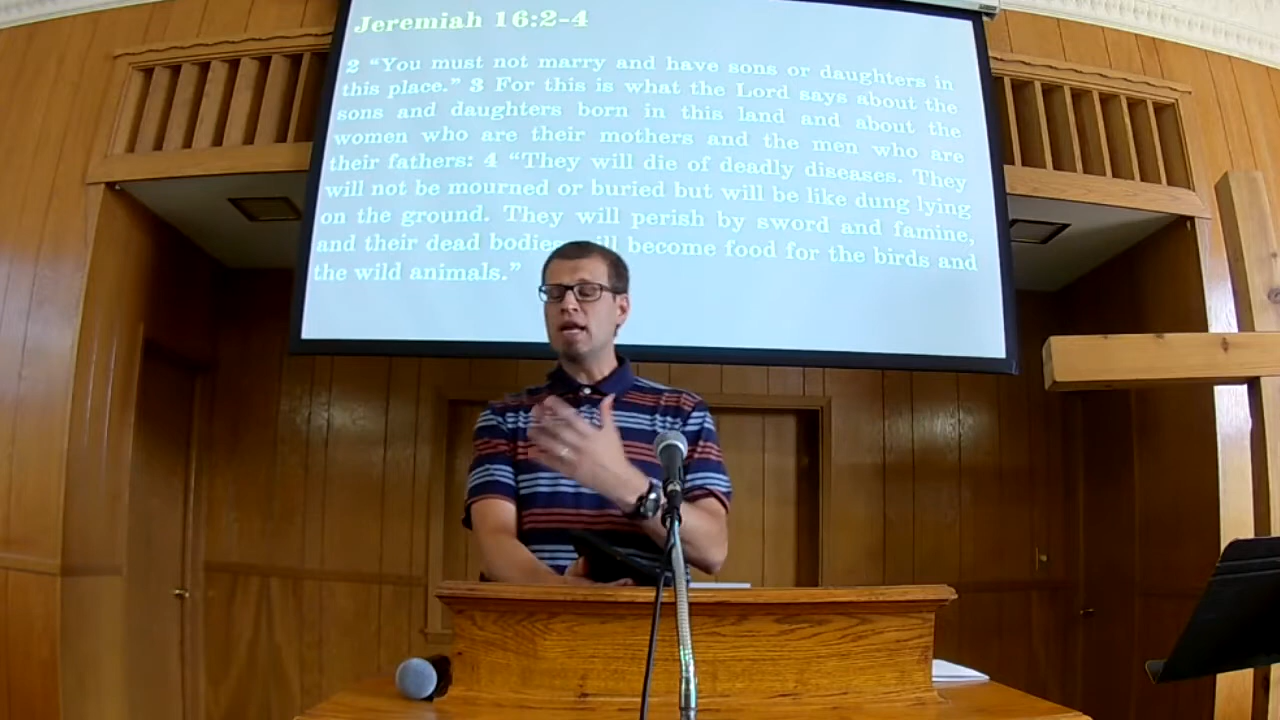 Jeremiah 16:2-4
2 “You must not marry and have sons or daughters in
this place.” 3 For this is what the Lord says about the
sons and daughters born in this land and about the
women who are their mothers and the men who are
their fathers: 4 “They will die of deadly diseases. They
will not be mourned or buried but will be like dung lying
on the ground. They will perish by sword and famine,
and their dead bodies will become food for the birds and
the wild animals.”